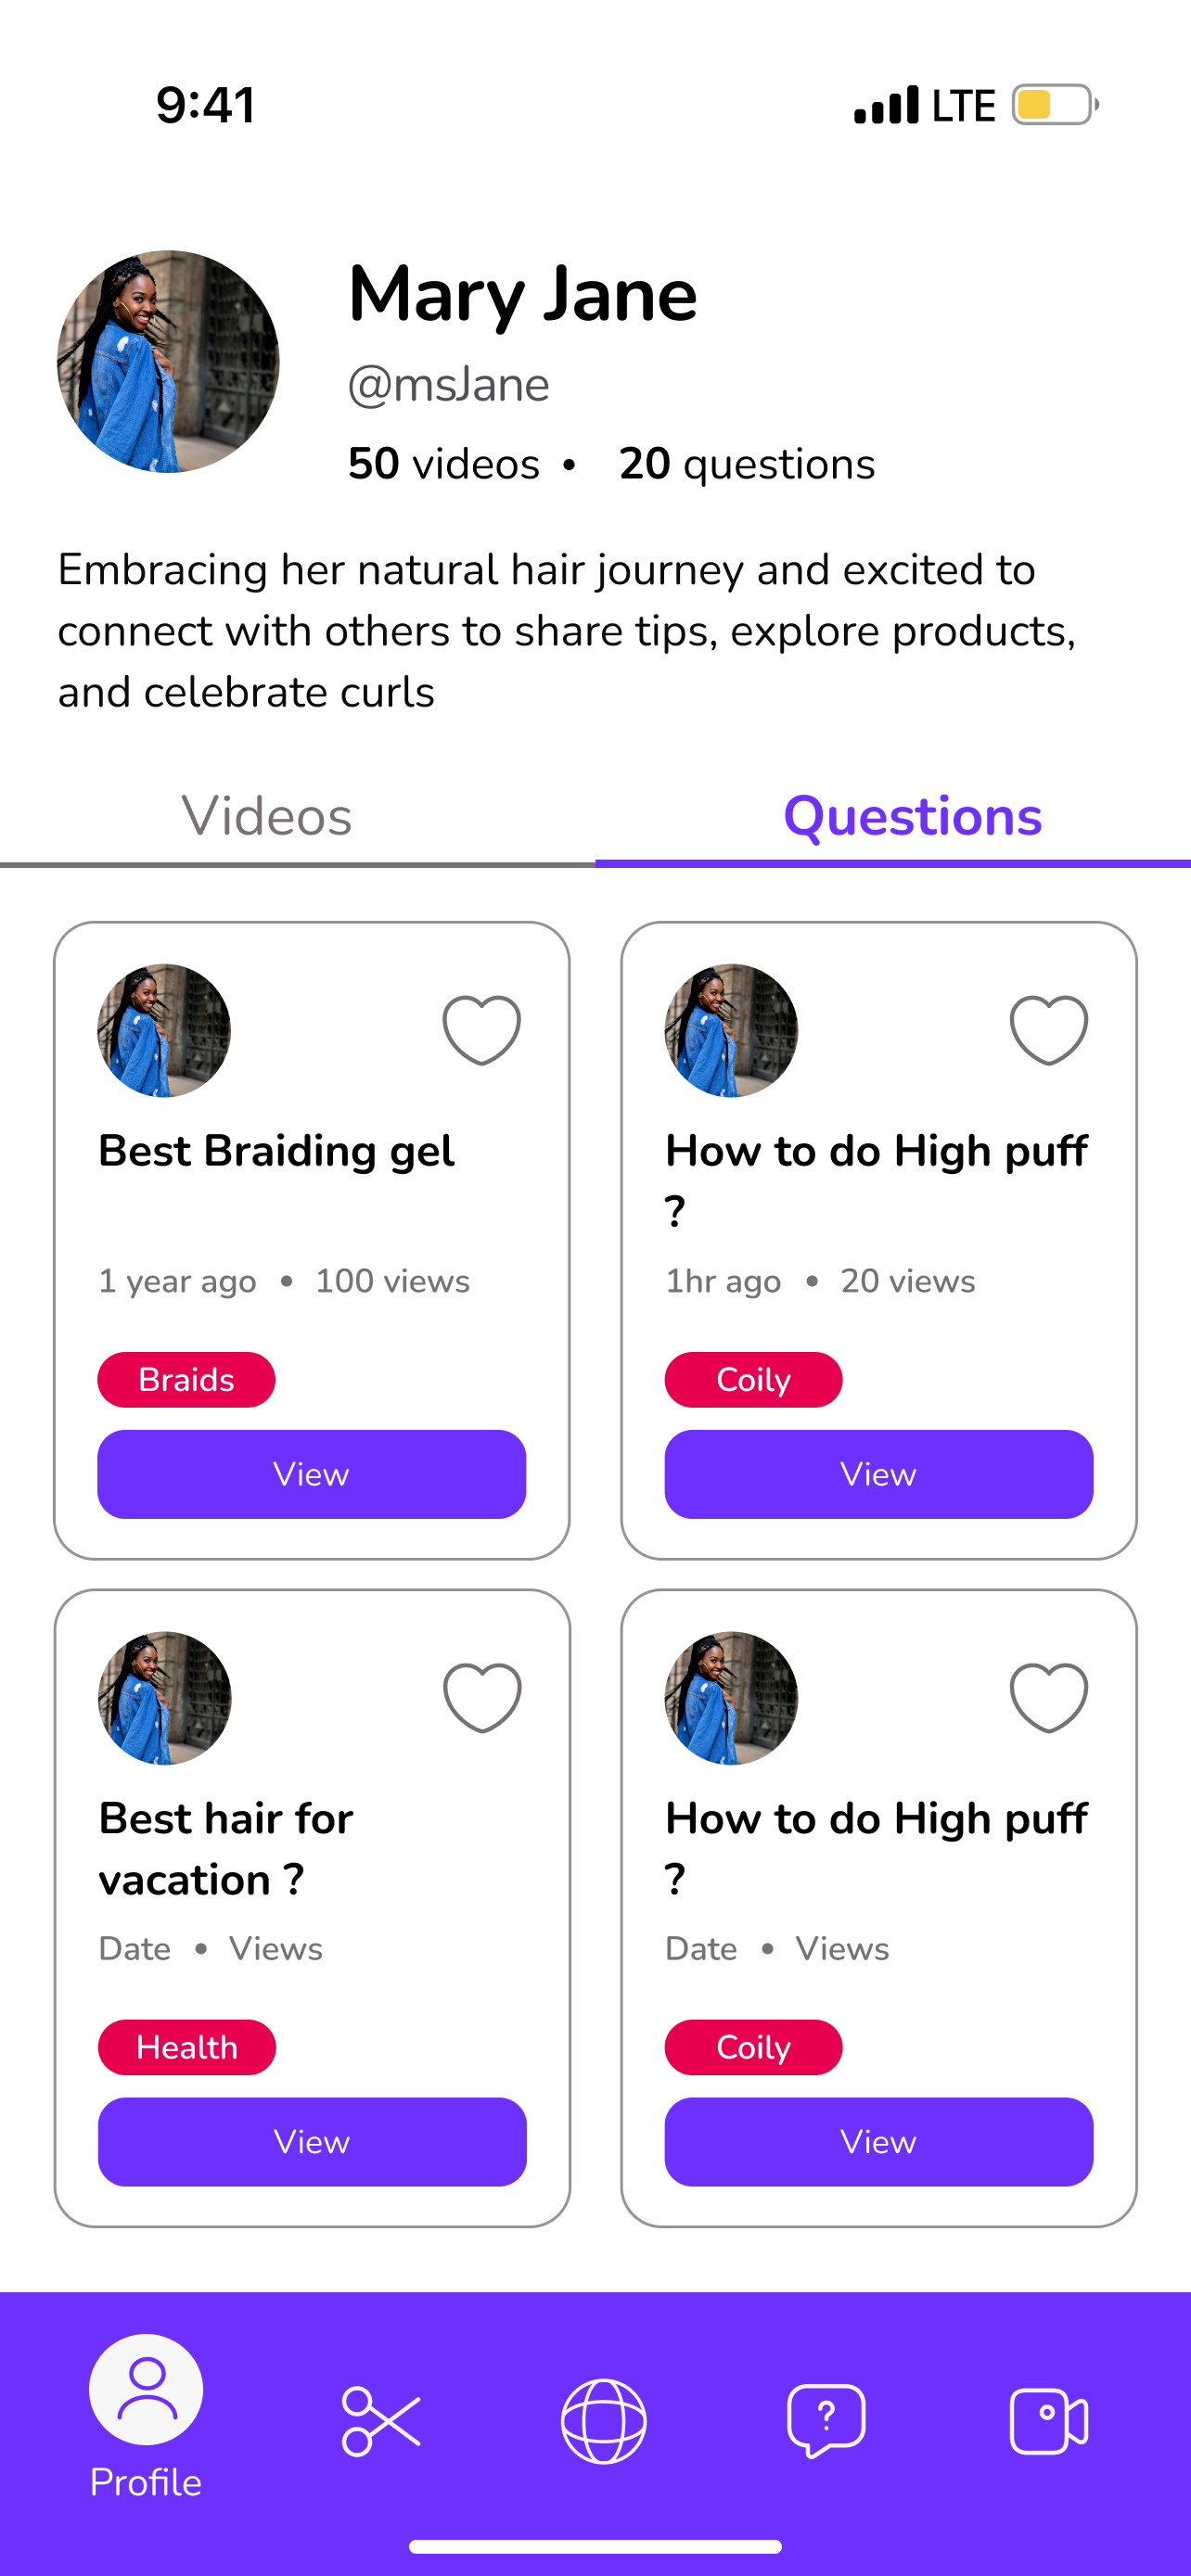 9:41
LTE
Mary Jane
@msJane
50 videos • 20 questions
Embracing her natural hair journey and excited to
connect with others to share tips, explore products,
and celebrate curls
Videos
Questions
Best Braiding gel
1 year ago • 100 views
Braids
View
How to do High puff
?
1hr ago • 20 views
Coily
View
Best hair for
vacation ?
Date • Views
Health
View
How to do High puff
?
Date • Views
Coily
View
?
Profile